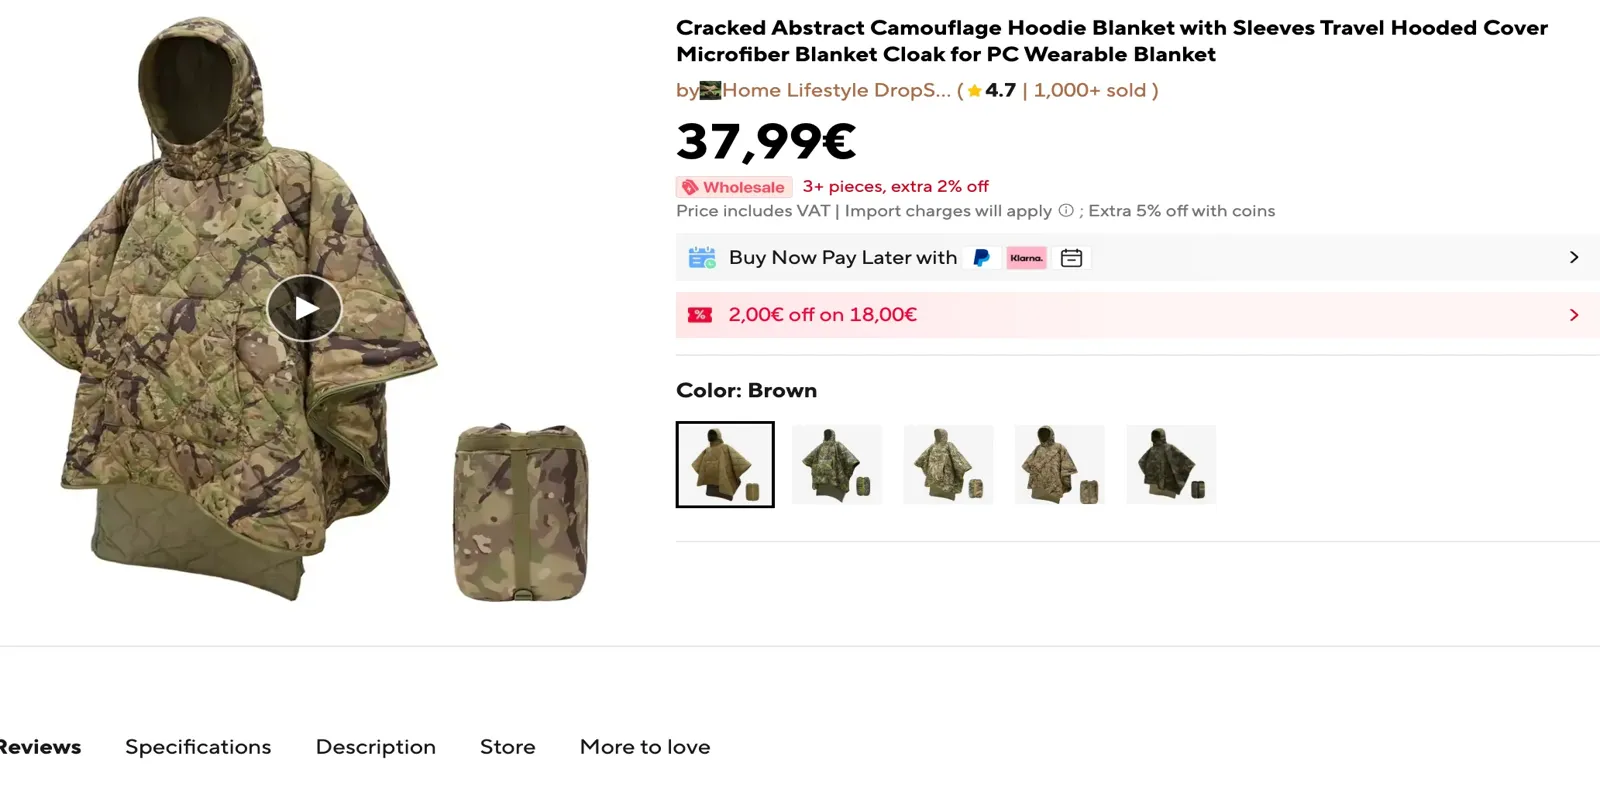 Cracked Abstract Camouflage Hoodie Blanket with Sleeves Travel Hooded Cover
Microfiber Blanket Cloak for PC Wearable Blanket
by Home Lifestyle DropS... ( 4.7 | 1,000+ sold )
37,99€
Wholesale 3+ pieces, extra 2% off
Price includes VAT | Import charges will apply ; Extra 5% off with coins
Buy Now Pay Later with Klarna.
% 2,00€ off on 18,00€
Color: Brown
Reviews Specifications Description Store More to love